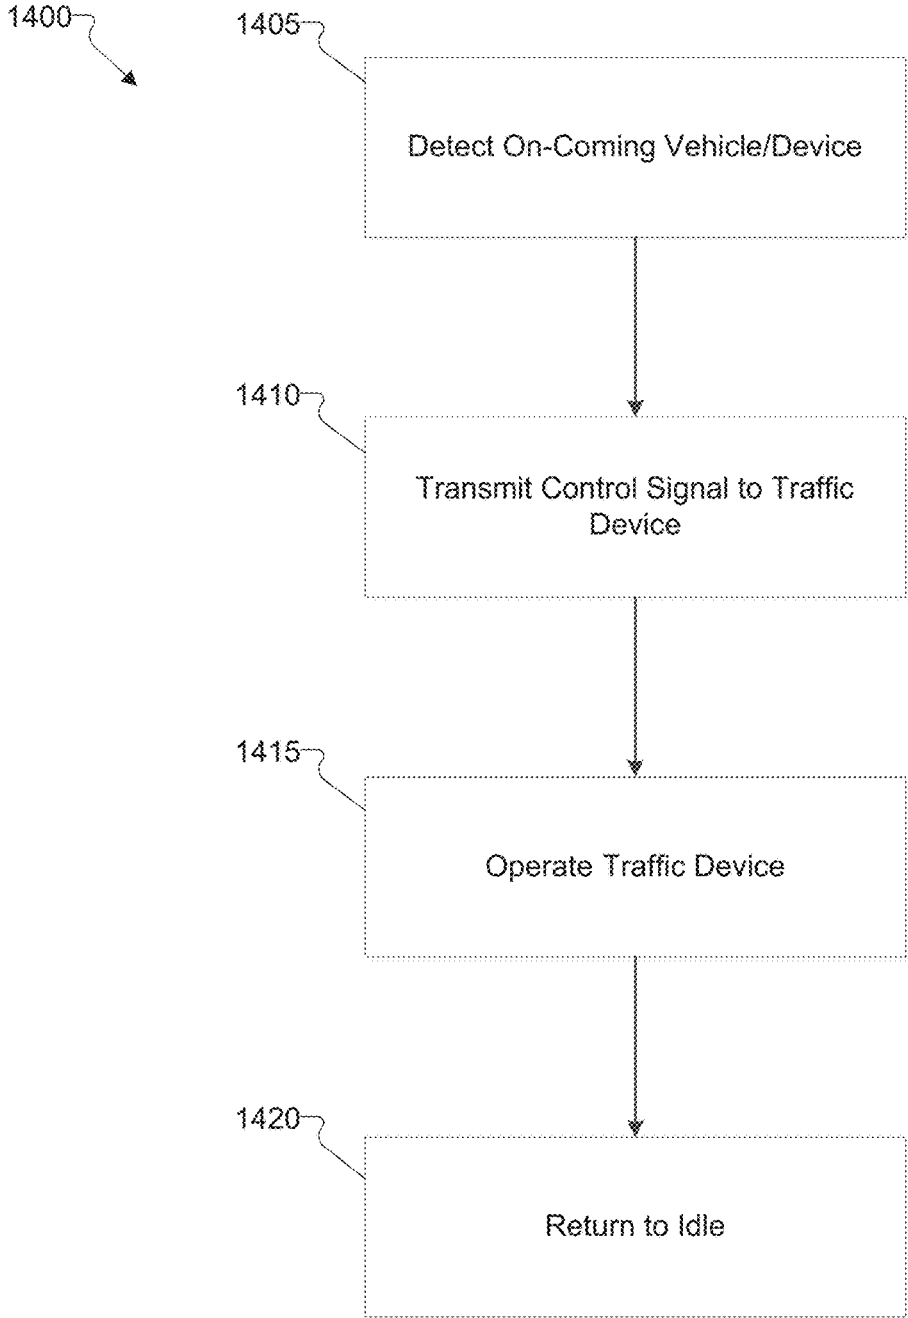 1400
1405
Detect On-Coming Vehicle/Device
1410
Transmit Control Signal to Traffic
Device
1415
Operate Traffic Device
1420
Return to Idle